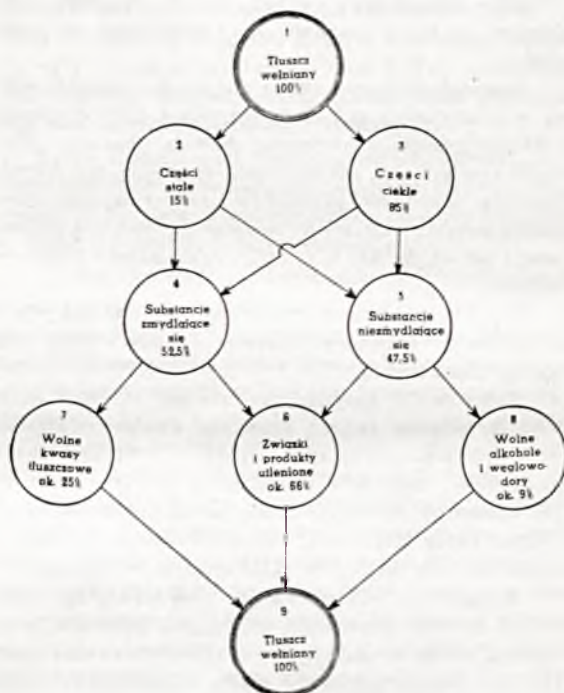 1
Tłuszcz
wełniany
100%
2
Części
stałe
15%
3
Części
ciekłe
85%
4
Substancje
zmydlające
się
52,5%
5
Substancje
niezmydlające
się
47,5%
7
Wolne
kwasy
tłuszczowe
ok. 25%
6
Związki
i produkty
utlenione
ok. 66%
8
Wolne
alkohole
i węglowo-
dory
ok. 9%
9
Tłuszcz
wełniany
100%